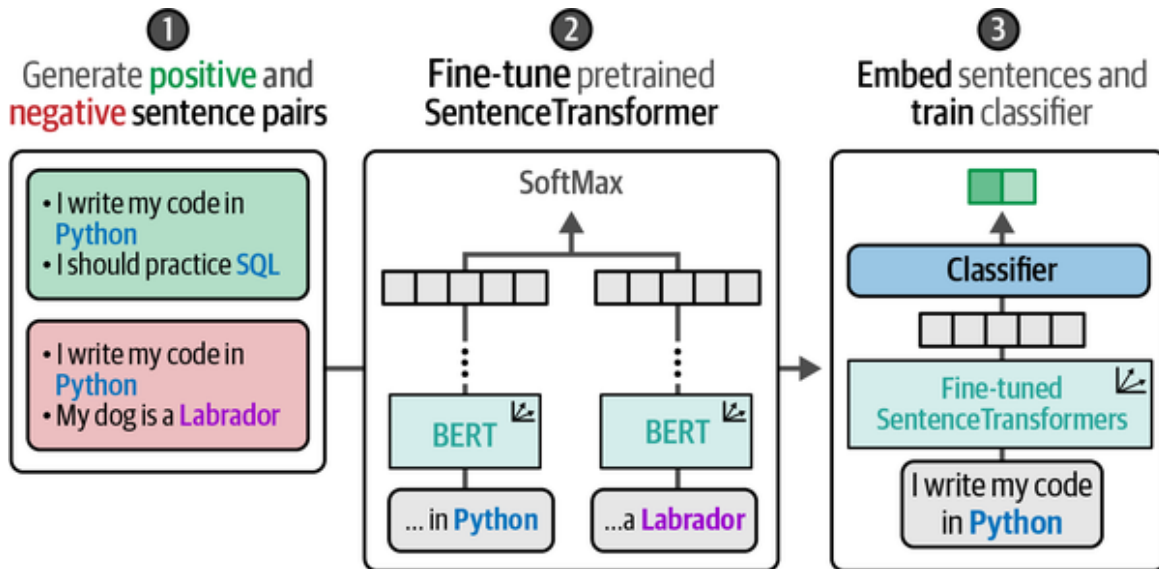 1
Generate positive and
negative sentence pairs
• I write my code in
Python
• I should practice SQL
• I write my code in
Python
• My dog is a Labrador
2
Fine-tune pretrained
SentenceTransformer
SoftMax
BERT
BERT
... in Python
...a Labrador
3
Embed sentences and
train classifier
Classifier
Fine-tuned
SentenceTransformers
I write my code
in Python